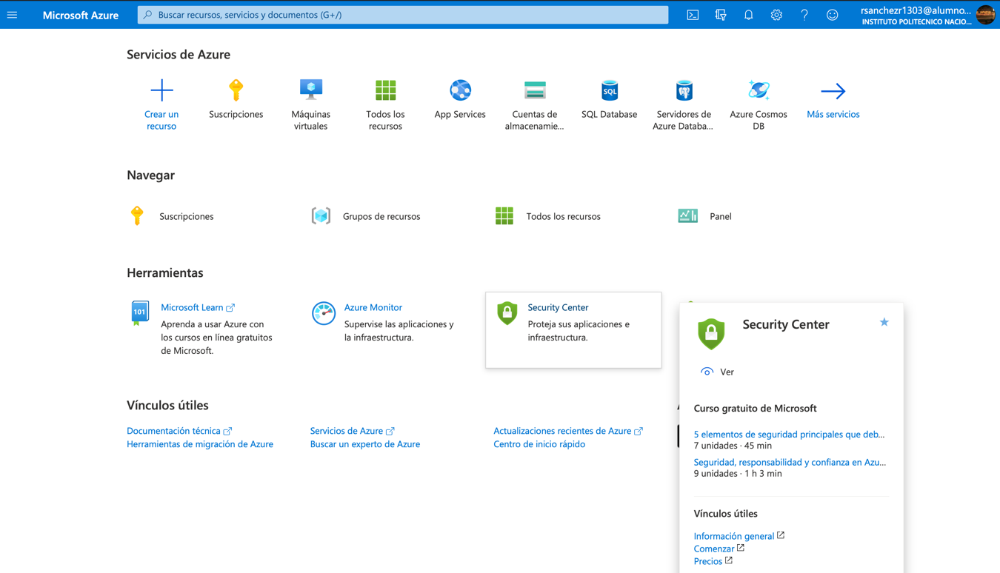 Microsoft Azure
Buscar recursos, servicios y documentos (G+/)
rsanchezr1303@alumno...
INSTITUTO POLITECNICO NACIO...
Servicios de Azure
Crear un
recurso
Suscripciones
Máquinas
virtuales
Todos los
recursos
App Services
Cuentas de
almacenamie...
SQL
SQL Database
Servidores de
Azure Databa...
Azure Cosmos
DB
Más servicios
Navegar
Suscripciones
Grupos de recursos
Todos los recursos
Panel
Herramientas
101
Microsoft Learn
Aprenda a usar Azure con
los cursos en línea gratuitos
de Microsoft.
Azure Monitor
Supervise las aplicaciones y
la infraestructura.
Security Center
Proteja sus aplicaciones e
infraestructura.
Vínculos útiles
Documentación técnica
Herramientas de migración de Azure
Servicios de Azure
Buscar un experto de Azure
Actualizaciones recientes de Azure
Centro de inicio rápido
Security Center
Ver
Curso gratuito de Microsoft
5 elementos de seguridad principales que deb...
7 unidades · 45 min
Seguridad, responsabilidad y confianza en Azu...
9 unidades · 1 h 3 min
Vínculos útiles
Información general
Comenzar
Precios